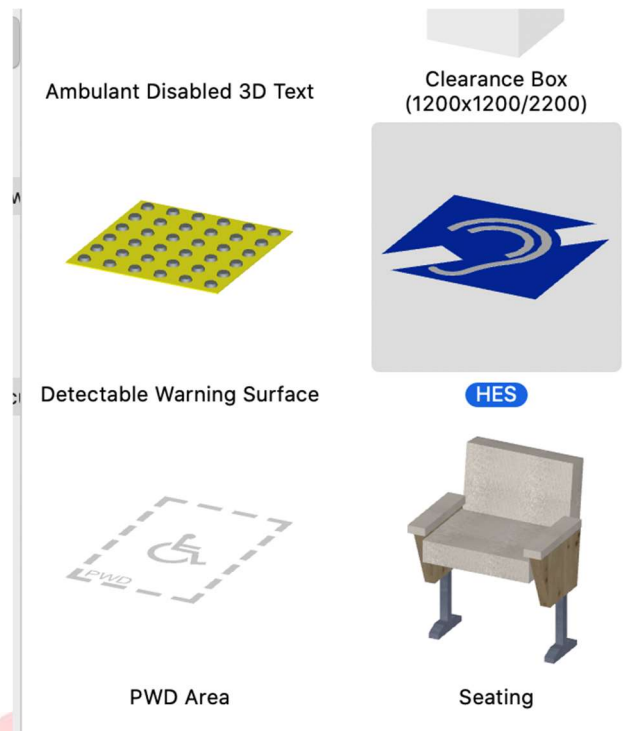 Ambulant Disabled 3D Text
Clearance Box
(1200x1200/2200)
Detectable Warning Surface
HES
PWD
PWD Area
Seating